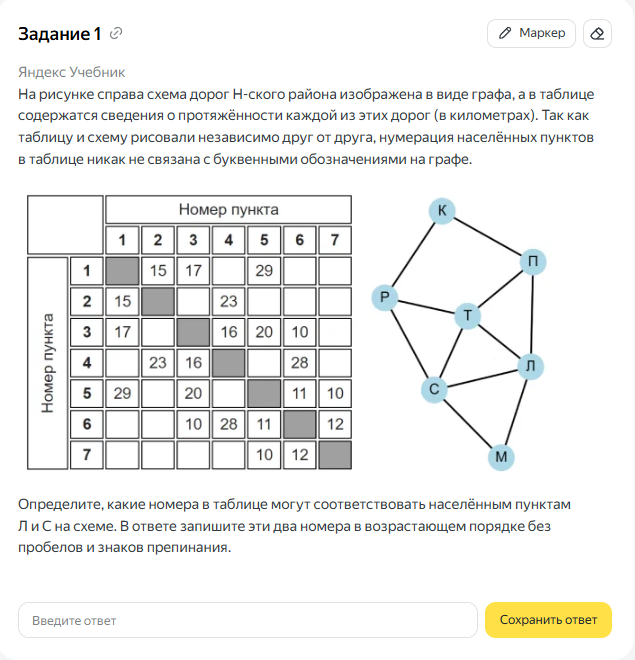 Задание 1
Маркер
Яндекс Учебник
На рисунке справа схема дорог Н-ского района изображена в виде графа, а в таблице
содержатся сведения о протяжённости каждой из этих дорог (в километрах). Так как
таблицу и схему рисовали независимо друг от друга, нумерация населённых пунктов
в таблице никак не связана с буквенными обозначениями на графе.
Номер пункта
1 2 3 4 5 6 7
Номер пункта
1 15 17 29
2 15 23
3 17 16 20 10
4 23 16 28
5 29 20 11 10
6 10 28 11 12
7 10 12
К
П
Р
Т
Л
С
М
Определите, какие номера в таблице могут соответствовать населённым пунктам
Л и С на схеме. В ответе запишите эти два номера в возрастающем порядке без
пробелов и знаков препинания.
Введите ответ
Сохранить ответ